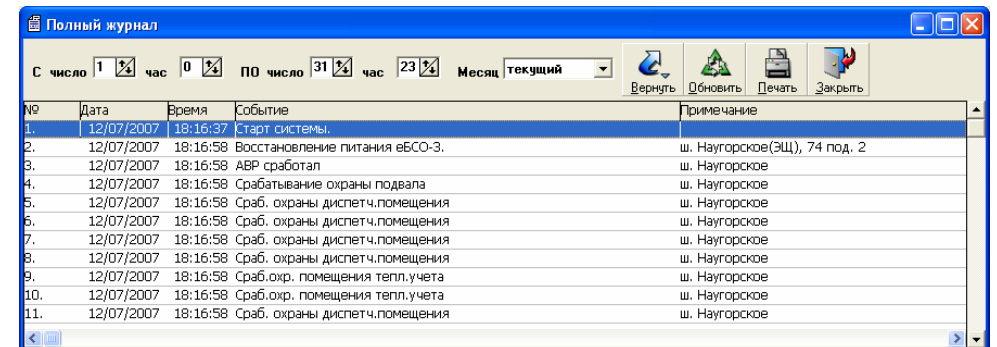 Полный журнал
С число 1 час 0 ПО число 31 час 23 Месяц текущий Вернуть Обновить Печать Закрыть
№ Дата Время Событие Примечание
1. 12/07/2007 18:16:37 Старт системы.
2. 12/07/2007 18:16:58 Восстановление питания еБСО-3. ш. Наугорское(ЭЩ), 74 под. 2
3. 12/07/2007 18:16:58 АВР сработал ш. Наугорское
4. 12/07/2007 18:16:58 Срабатывание охраны подвала ш. Наугорское
5. 12/07/2007 18:16:58 Сраб. охраны диспетч.помещения ш. Наугорское
6. 12/07/2007 18:16:58 Сраб. охраны диспетч.помещения ш. Наугорское
7. 12/07/2007 18:16:58 Сраб. охраны диспетч.помещения ш. Наугорское
8. 12/07/2007 18:16:58 Сраб. охраны диспетч.помещения ш. Наугорское
9. 12/07/2007 18:16:58 Сраб.охр. помещения тепл.учета ш. Наугорское
10. 12/07/2007 18:16:58 Сраб.охр. помещения тепл.учета ш. Наугорское
11. 12/07/2007 18:16:58 Сраб. охраны диспетч.помещения ш. Наугорское